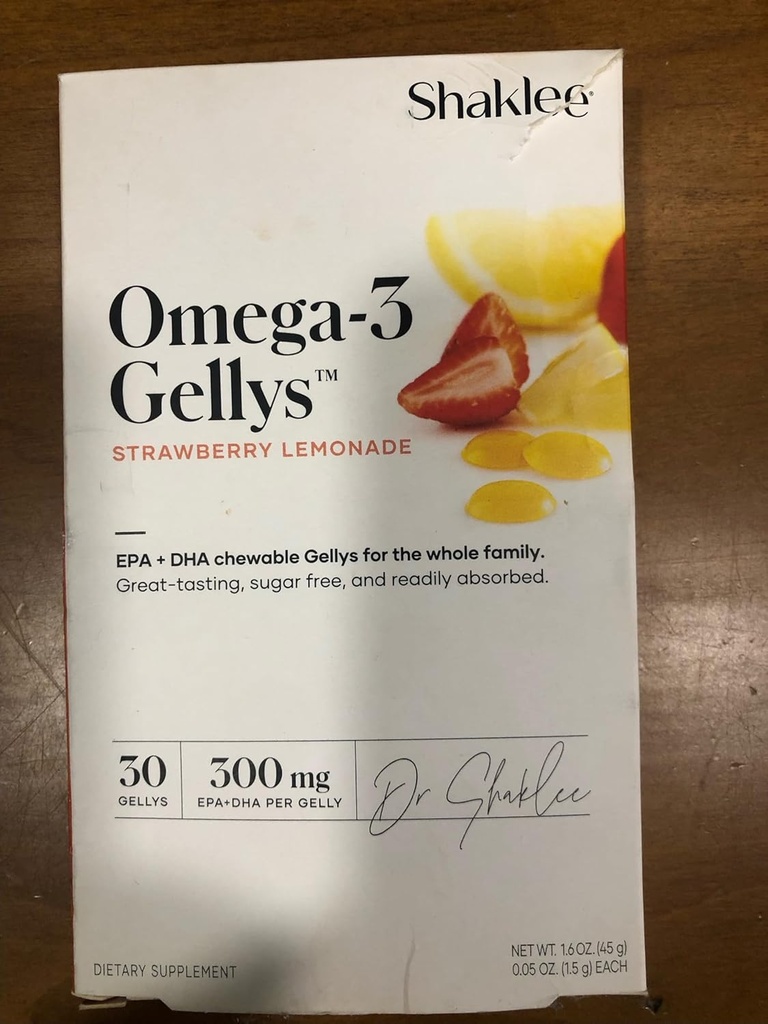 Shaklee®
Omega-3
Gellys™
STRAWBERRY LEMONADE
EPA + DHA chewable Gellys for the whole family.
Great-tasting, sugar free, and readily absorbed.
30
GELLYS
300 mg
EPA+DHA PER GELLY
Dr Shaklee
DIETARY SUPPLEMENT
NET WT. 1.6 OZ. (45 g)
0.05 OZ. (1.5 g) EACH